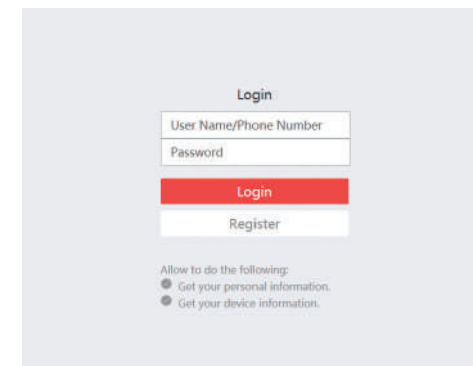 Login
User Name/Phone Number
Password
Login
Register
Allow to do the following:
Get your personal information.
Get your device information.